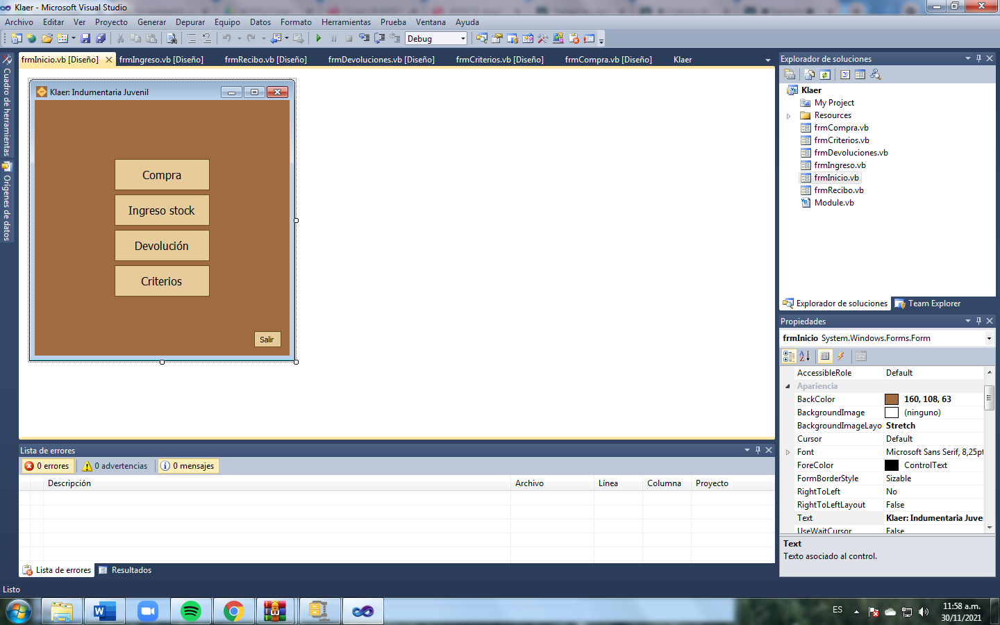 Klaer - Microsoft Visual Studio
Archivo Editar Ver Proyecto Generar Depurar Equipo Datos Formato Herramientas Prueba Ventana Ayuda
Debug
Cuadro de herramientas
Orígenes de datos
frmInicio.vb [Diseño] frmIngreso.vb [Diseño] frmRecibo.vb [Diseño] frmDevoluciones.vb [Diseño] frmCriterios.vb [Diseño] frmCompra.vb [Diseño] Klaer
Klaer: Indumentaria Juvenil
Compra
Ingreso stock
Devolución
Criterios
Salir
Explorador de soluciones
Klaer
My Project
Resources
frmCompra.vb
frmCriterios.vb
frmDevoluciones.vb
frmIngreso.vb
frmInicio.vb
frmRecibo.vb
Module.vb
Explorador de soluciones Team Explorer
Propiedades
frmInicio System.Windows.Forms.Form
AccessibleRole Default
Apariencia
BackColor 160, 108, 63
BackgroundImage (ninguno)
BackgroundImageLayo Stretch
Cursor Default
Font Microsoft Sans Serif, 8,25pt
ForeColor ControlText
FormBorderStyle Sizable
RightToLeft No
RightToLeftLayout False
Text Klaer: Indumentaria Juve
UseWaitCursor False
Text
Texto asociado al control.
Lista de errores
0 errores 0 advertencias 0 mensajes
Descripción Archivo Línea Columna Proyecto
Lista de errores Resultados
Listo
ES
11:58 a.m.
30/11/2021